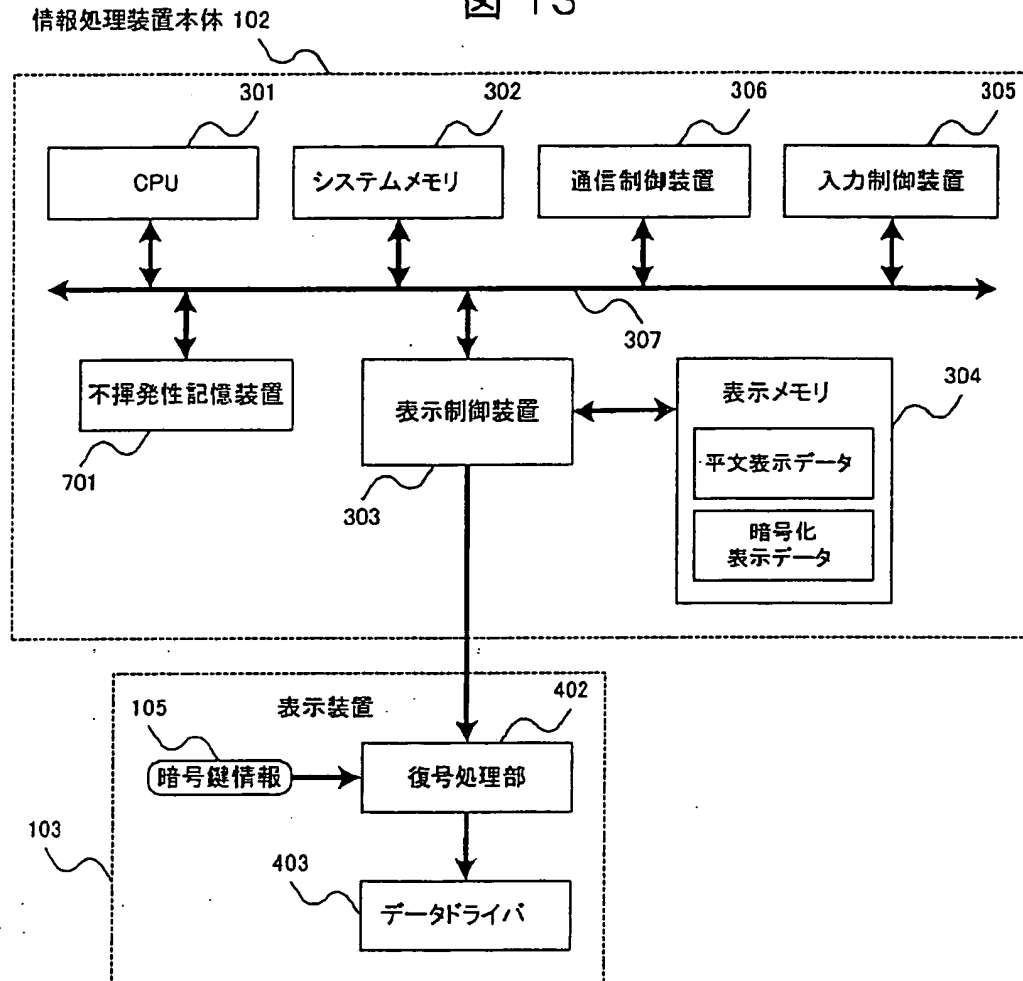 図 13
情報処理装置本体 102
301
302
306
305
CPU
システムメモリ
通信制御装置
入力制御装置
307
不揮発性記憶装置
表示制御装置
表示メモリ
304
平文表示データ
暗号化
表示データ
701
303
表示装置
402
105
暗号鍵情報
復号処理部
103
403
データドライバ